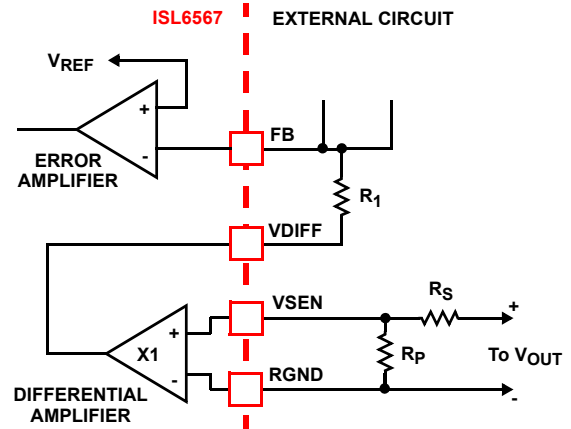 ISL6567
EXTERNAL CIRCUIT
VREF
+
-
FB
ERROR
AMPLIFIER
R1
VDIFF
VSEN
RS
+
+
X1
RP
To VOUT
-
RGND
-
DIFFERENTIAL
AMPLIFIER